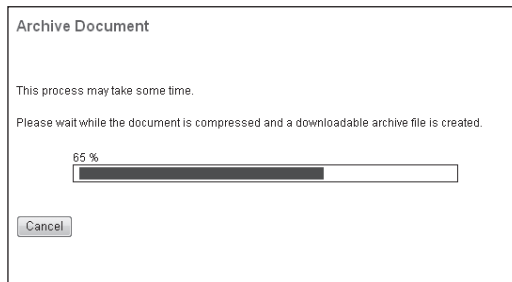 Archive Document
This process may take some time.
Please wait while the document is compressed and a downloadable archive file is created.
65 %
Cancel